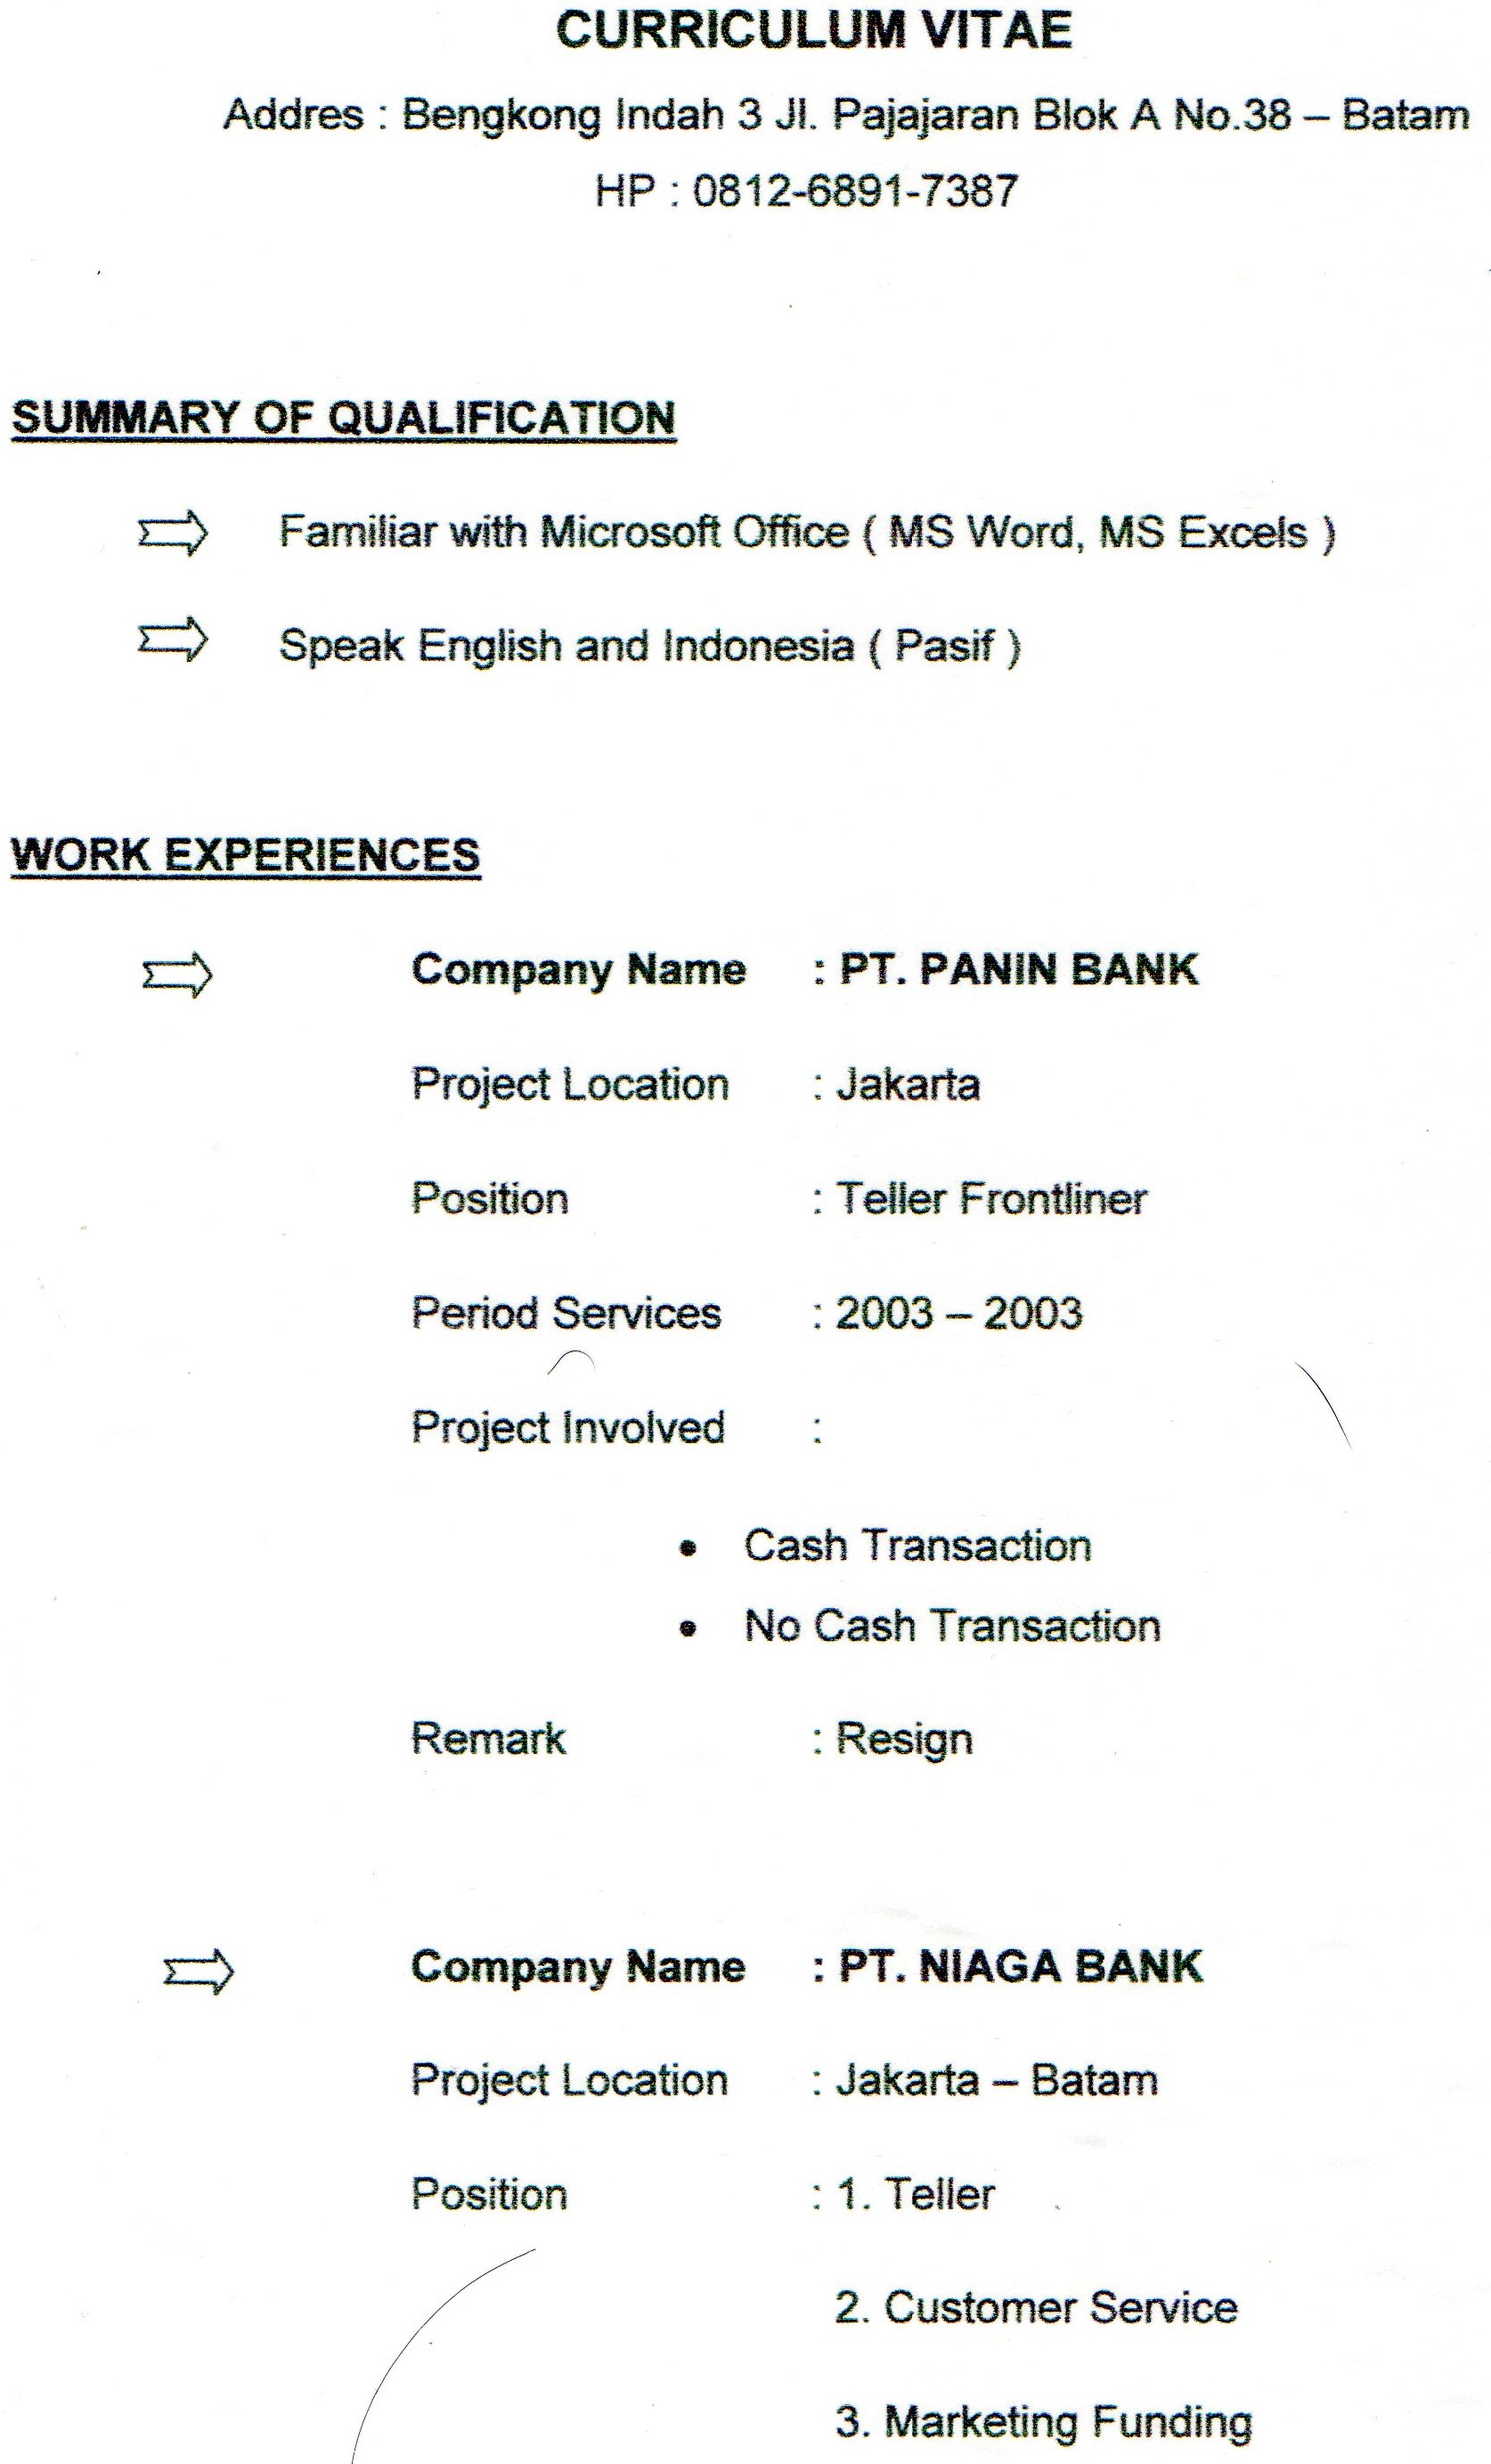 CURRICULUM VITAE
Addres : Bengkong Indah 3 Jl. Pajajaran Blok A No.38 – Batam
HP : 0812-6891-7387
SUMMARY OF QUALIFICATION
Familiar with Microsoft Office ( MS Word, MS Excels )
Speak English and Indonesia ( Pasif )
WORK EXPERIENCES
Company Name : PT. PANIN BANK
Project Location : Jakarta
Position : Teller Frontliner
Period Services : 2003 – 2003
Project Involved :
• Cash Transaction
• No Cash Transaction
Remark : Resign
Company Name : PT. NIAGA BANK
Project Location : Jakarta – Batam
Position : 1. Teller
2. Customer Service
3. Marketing Funding